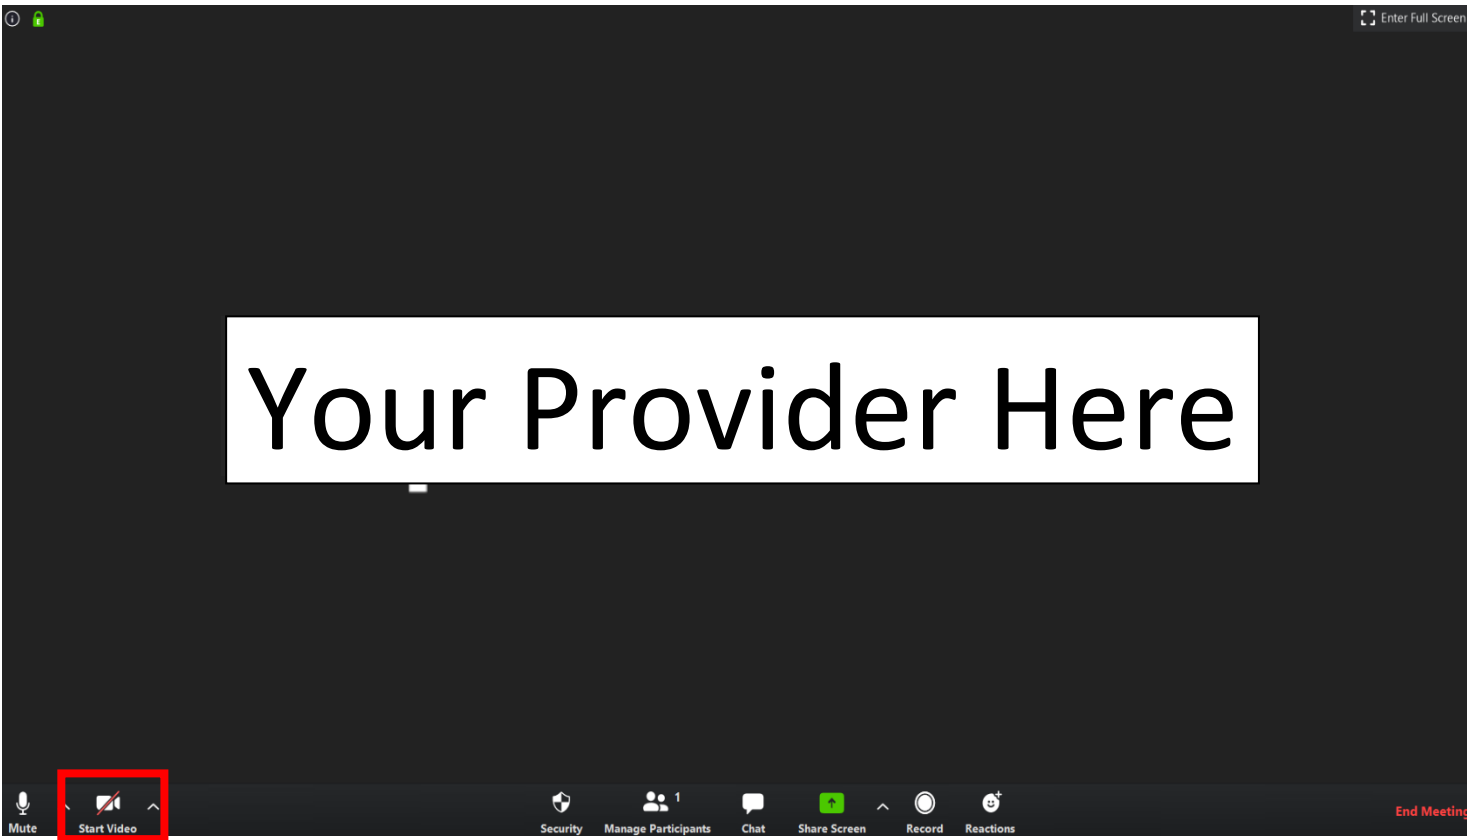 Enter Full Screen
Your Provider Here
Mute
Start Video
Security
Manage Participants
1
Chat
Share Screen
Record
Reactions
End Meeting